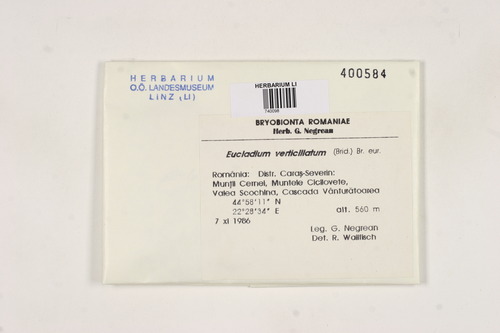 HERBARIUM
O.Ö. LANDESMUSEUM
LINZ (LI)
400584
HERBARIUM LI
740098
BRYOBIONTA ROMANIAE
Herb. G. Negrean
Eucladium verticillatum (Brid.) Br. eur.
România: Distr. Caraş-Severin:
Munţii Cernei, Muntele Ciclovete,
Valea Scochina, Cascada Vânturătoarea
44°58'11" N
22°28'34" E alt. 560 m
7 xi 1986
Leg. G. Negrean
Det. R. Wallfisch